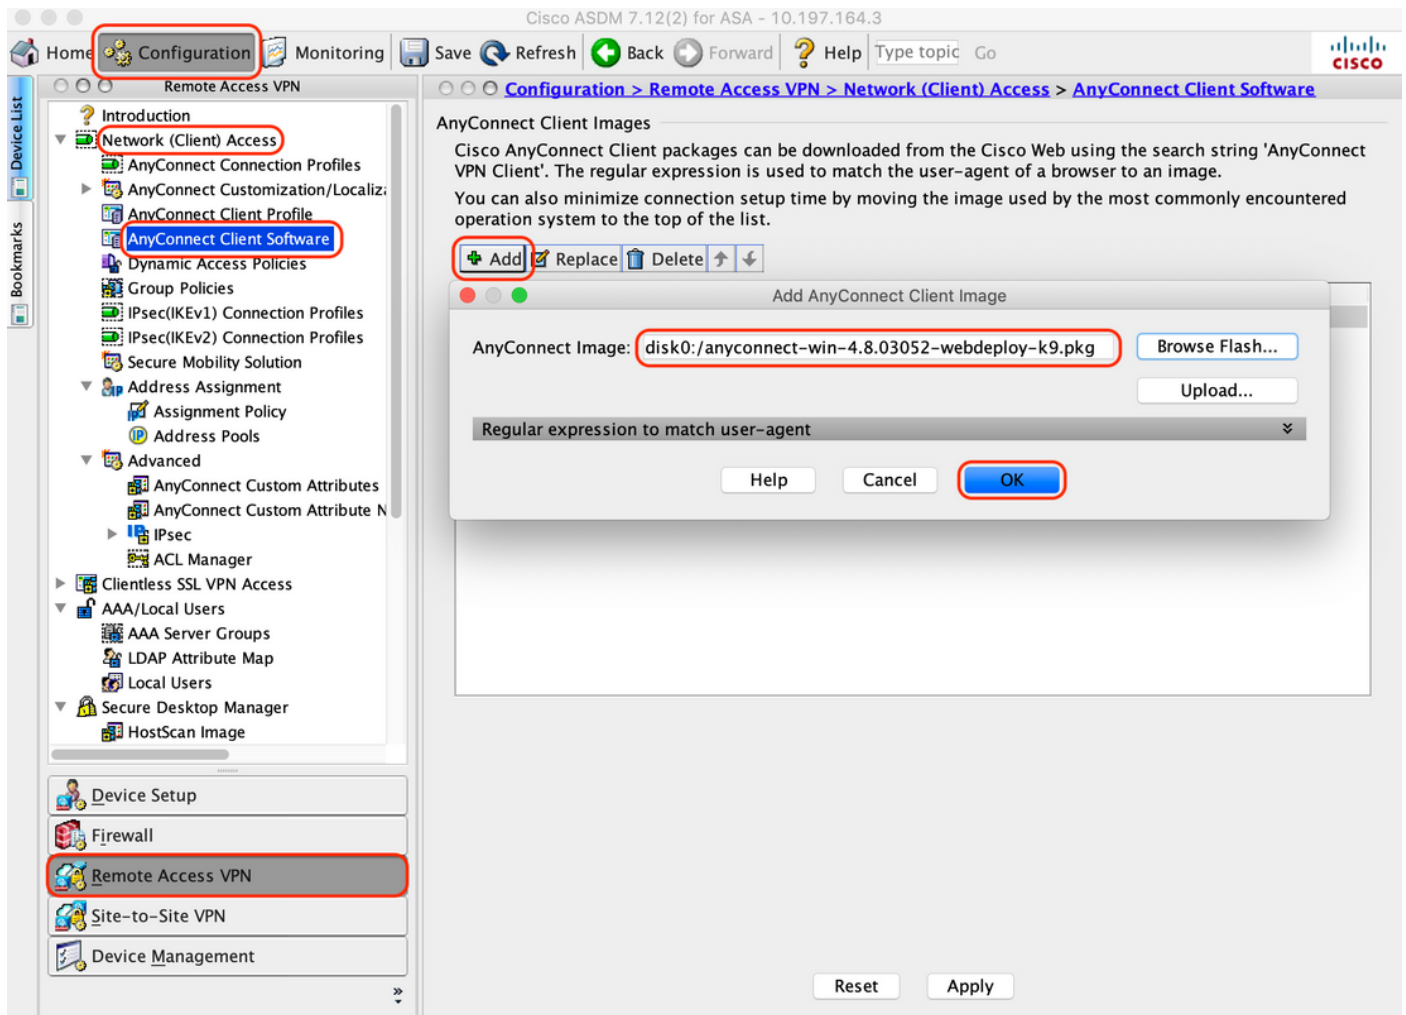 Cisco ASDM 7.12(2) for ASA - 10.197.164.3
Home Configuration Monitoring Save Refresh Back Forward Help Type topic Go
cisco
Device List
Bookmarks
Remote Access VPN
Introduction
Network (Client) Access
AnyConnect Connection Profiles
AnyConnect Customization/Localiz
AnyConnect Client Profile
AnyConnect Client Software
Dynamic Access Policies
Group Policies
IPsec(IKEv1) Connection Profiles
IPsec(IKEv2) Connection Profiles
Secure Mobility Solution
Address Assignment
Assignment Policy
Address Pools
Advanced
AnyConnect Custom Attributes
AnyConnect Custom Attribute N
IPsec
ACL Manager
Clientless SSL VPN Access
AAA/Local Users
AAA Server Groups
LDAP Attribute Map
Local Users
Secure Desktop Manager
HostScan Image
Device Setup
Firewall
Remote Access VPN
Site-to-Site VPN
Device Management
Configuration > Remote Access VPN > Network (Client) Access > AnyConnect Client Software
AnyConnect Client Images
Cisco AnyConnect Client packages can be downloaded from the Cisco Web using the search string 'AnyConnect
VPN Client'. The regular expression is used to match the user-agent of a browser to an image.
You can also minimize connection setup time by moving the image used by the most commonly encountered
operation system to the top of the list.
Add Replace Delete
Add AnyConnect Client Image
AnyConnect Image: disk0:/anyconnect-win-4.8.03052-webdeploy-k9.pkg Browse Flash...
Upload...
Regular expression to match user-agent
Help Cancel OK
Reset Apply